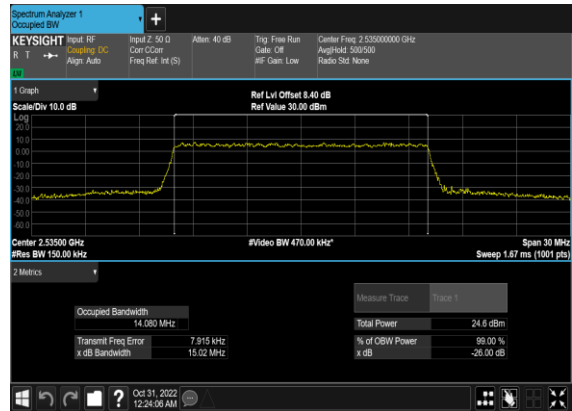 Spectrum Analyzer 1
Occupied BW
+
KEYSIGHT Input: RF Input Z: 50 Ω Atten: 40 dB Trig: Free Run Center Freq: 2.535000000 GHz
R T Coupling: DC Corr CCorr Gate: Off Avg|Hold: 500/500
Align: Auto Freq Ref: Int (S) #IF Gain: Low Radio Std: None
LW
1 Graph
Ref Lvl Offset 8.40 dB
Scale/Div 10.0 dB Ref Value 30.00 dBm
Log
20.0
10.0
0.00
-10.0
-20.0
-30.0
-40.0
-50.0
-60.0
Center 2.53500 GHz #Video BW 470.00 kHz* Span 30 MHz
#Res BW 150.00 kHz Sweep 1.67 ms (1001 pts)
2 Metrics
Measure Trace Trace 1
Occupied Bandwidth
14.080 MHz Total Power 24.6 dBm
Transmit Freq Error 7.915 kHz % of OBW Power 99.00 %
x dB Bandwidth 15.02 MHz x dB -26.00 dB
? Oct 31, 2022
12:24:06 AM